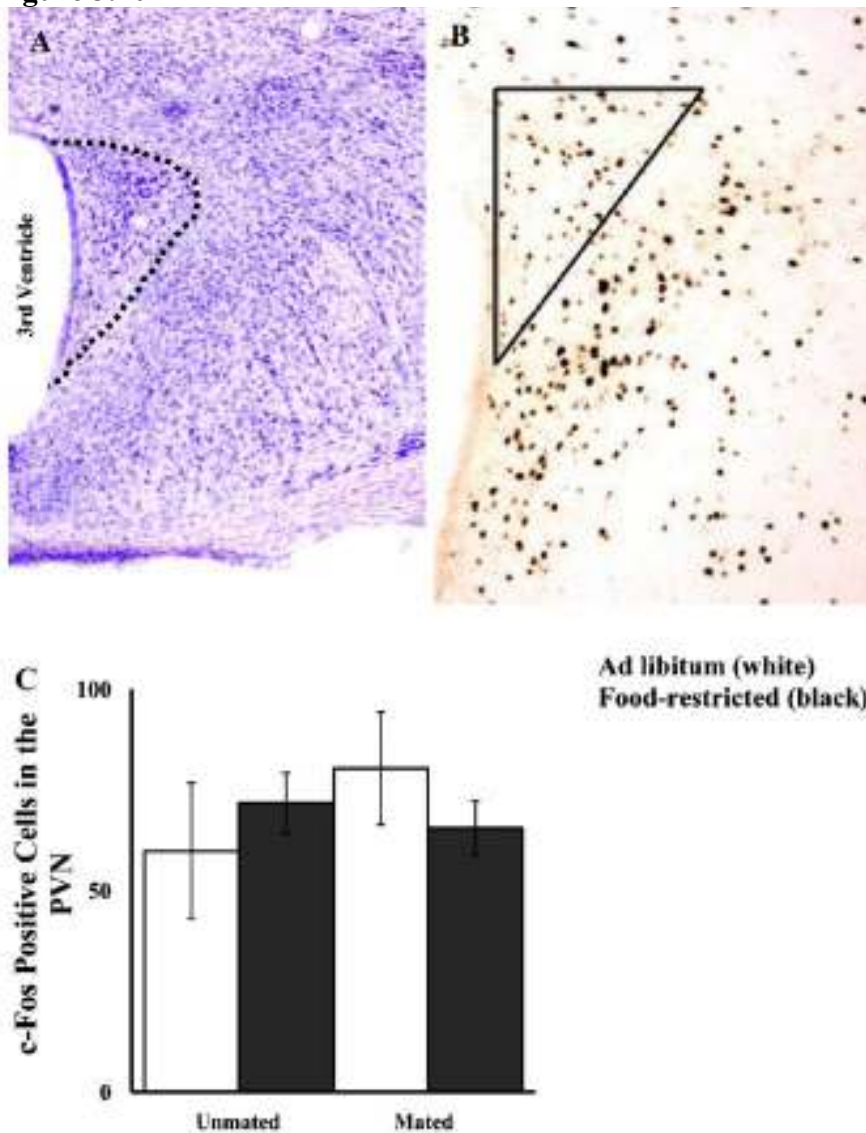 A
B
3rd Ventricle
C
c-Fos Positive Cells in the
PVN
100
50
0
Unmated
Mated
Ad libitum (white)
Food-restricted (black)